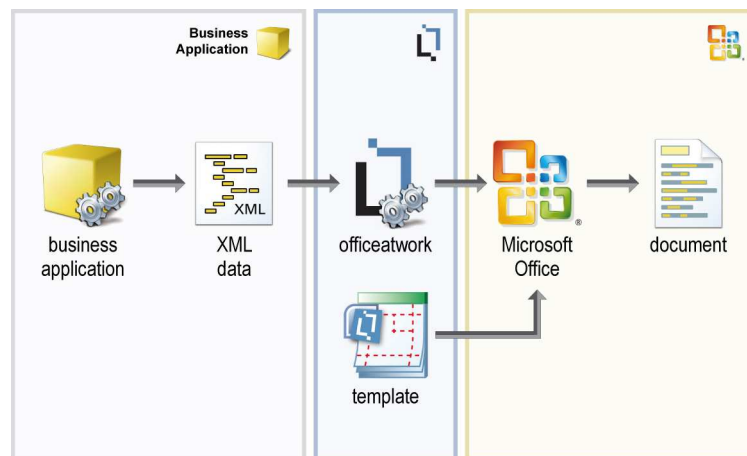 Business
Application
XML
business
application
XML
data
officeatwork
Microsoft
Office
®
document
template